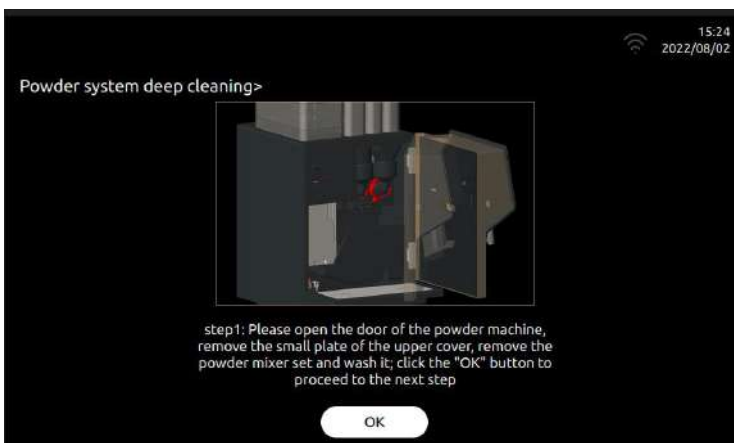 15:24
2022/08/02
Powder system deep cleaning>
step1: Please open the door of the powder machine,
remove the small plate of the upper cover, remove the
powder mixer set and wash it; click the "OK" button to
proceed to the next step
OK